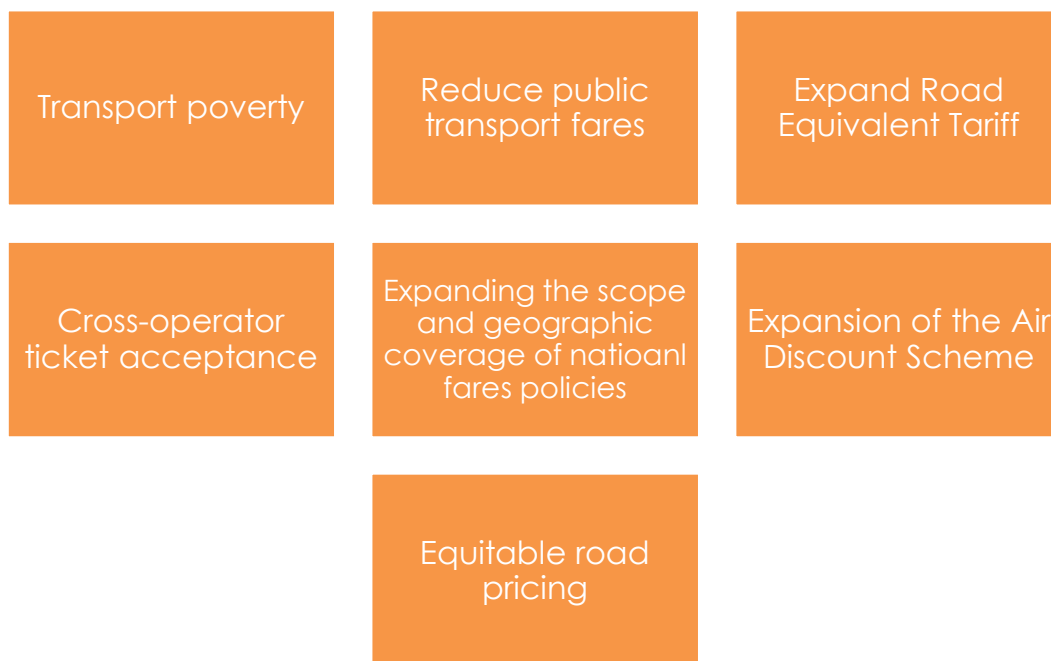 Transport poverty
Reduce public
transport fares
Expand Road
Equivalent Tariff
Cross-operator
ticket acceptance
Expanding the scope
and geographic
coverage of natioanl
fares policies
Expansion of the Air
Discount Scheme
Equitable road
pricing